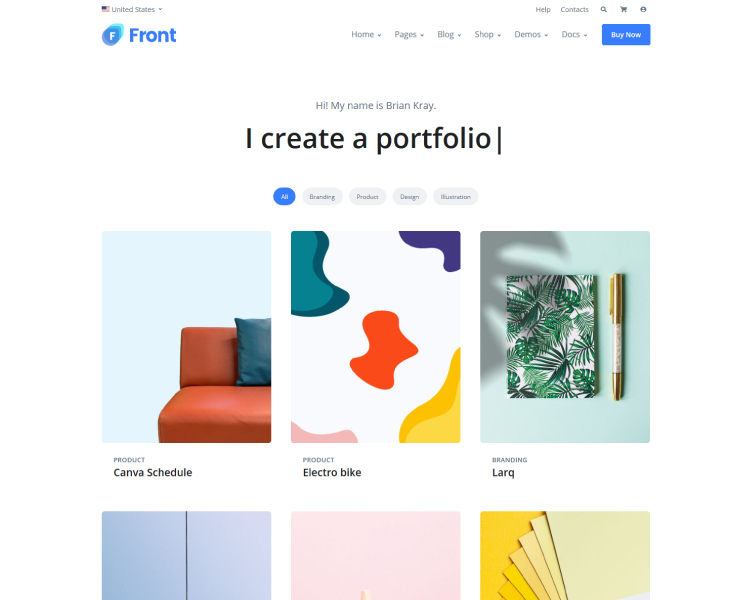 United States
Help Contacts
F Front
Home Pages Blog Shop Demos Docs Buy Now
Hi! My name is Brian Kray.
I create a portfolio|
All Branding Product Design Illustration
PRODUCT
Canva Schedule
PRODUCT
Electro bike
BRANDING
Larq